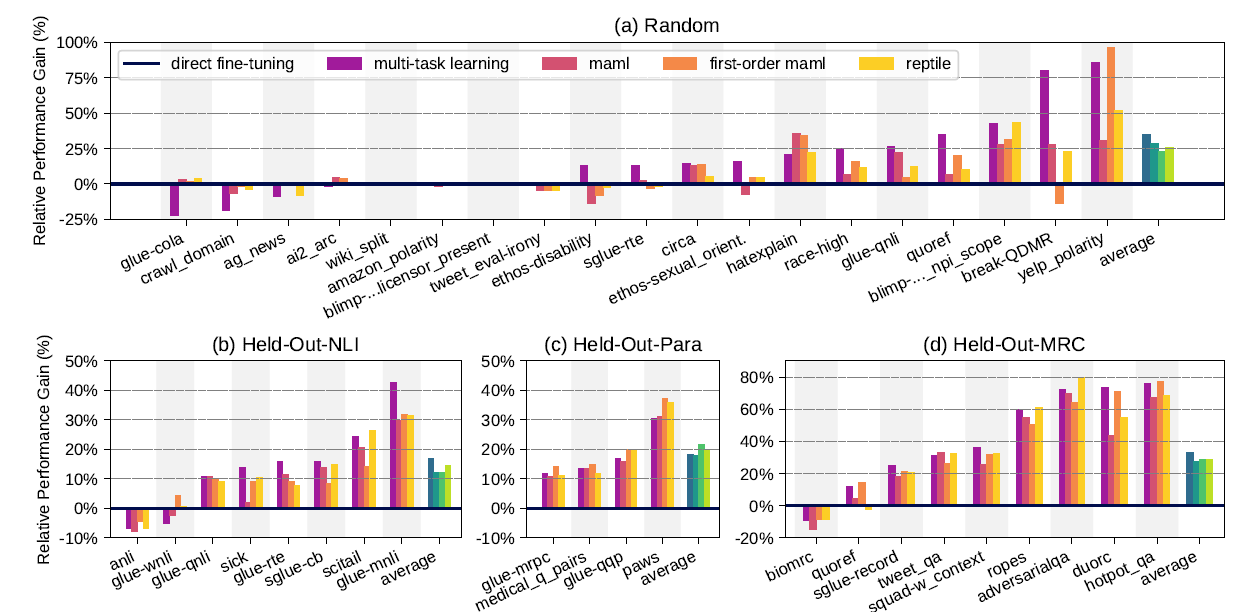 (a) Random
Relative Performance Gain (%)
100%
75%
50%
25%
0%
-25%
direct fine-tuning
multi-task learning
maml
first-order maml
reptile
glue-cola
crawl_domain
ag_news
ai2_arc
wiki_split
amazon_polarity
blimp-...licensor_present
tweet_eval-irony
ethos-disability
sglue-rte
circa
ethos-sexual_orient.
hatexplain
race-high
glue-qnli
quoref
blimp-..._npi_scope
break-QDMR
yelp_polarity
average
(b) Held-Out-NLI
Relative Performance Gain (%)
50%
40%
30%
20%
10%
0%
-10%
anli
glue-wnli
glue-qnli
sick
glue-rte
sglue-cb
scitail
glue-mnli
average
(c) Held-Out-Para
50%
40%
30%
20%
10%
0%
-10%
glue-mrpc
medical_q_pairs
glue-qqp
paws
average
(d) Held-Out-MRC
80%
60%
40%
20%
0%
-20%
biomrc
quoref
sglue-record
tweet_qa
squad-w_context
ropes
adversarialqa
duorc
hotpot_qa
average